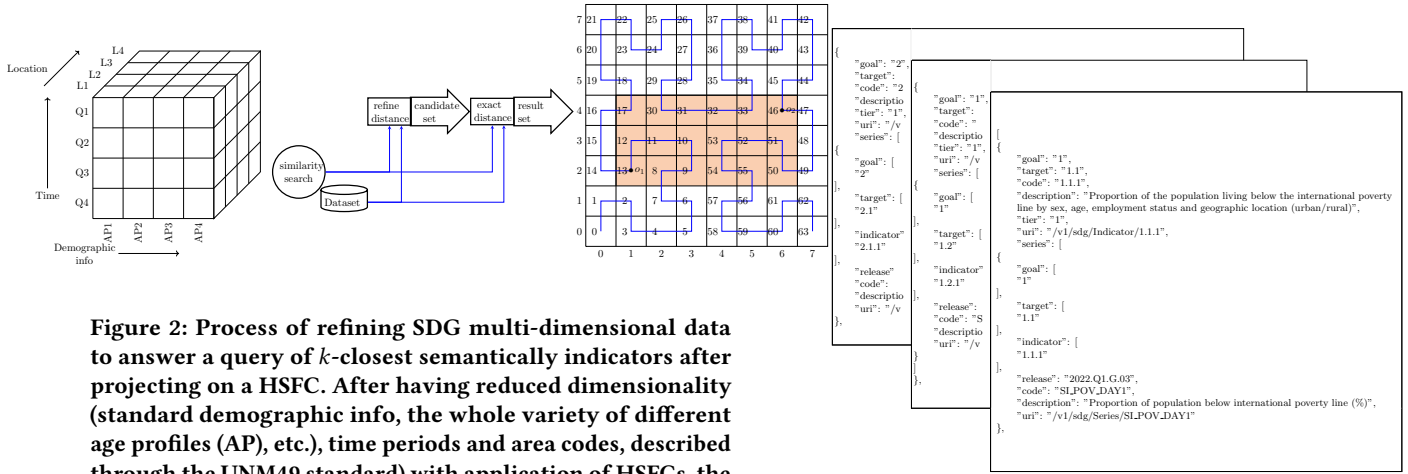 L4
L3
L2
L1
Location
Q1
Q2
Q3
Q4
Time
AP1 AP2 AP3 AP4
Demographic
info
similarity
search
Dataset
refine
distance
candidate
set
exact
distance
result
set
7 21 22 25 26 37 38 41 42
6 20 23 24 27 36 39 40 43
5 19 18 29 28 35 34 45 44
4 16 17 30 31 32 33 46 o2 47
3 15 12 11 10 53 52 51 48
2 14 13 o1 8 9 54 55 50 49
1 1 2 7 6 57 56 61 62
0 0 3 4 5 58 59 60 63
0 1 2 3 4 5 6 7
{
"goal": "2",
"target":
"code": "2
"descriptio
"tier": "1",
"uri": "/v
"series": [
{
"goal": [
"2"
],
"target": [
"2.1"
],
"indicator"
"2.1.1"
],
"release"
"code":
"descriptio
"uri": "/v
},
{
"goal": "1",
"target":
"code": "
"descriptio
"tier": "1",
"uri": "/v
"series": [
{
"goal": [
"1"
],
"target": [
"1.2"
],
"indicator"
"1.2.1"
],
"release":
"code": "S
"descriptio
"uri": "/v
}
]
},
[
{
"goal": "1",
"target": "1.1",
"code": "1.1.1",
"description": "Proportion of the population living below the international poverty
line by sex, age, employment status and geographic location (urban/rural)",
"tier": "1",
"uri": "/v1/sdg/Indicator/1.1.1",
"series": [
{
"goal": [
"1"
],
"target": [
"1.1"
],
"indicator": [
"1.1.1"
],
"release": "2022.Q1.G.03",
"code": "SI_POV_DAY1",
"description": "Proportion of population below international poverty line (%)",
"uri": "/v1/sdg/Series/SI_POV_DAY1"
},
Figure 2: Process of refining SDG multi-dimensional data
to answer a query of k-closest semantically indicators after
projecting on a HSFC. After having reduced dimensionality
(standard demographic info, the whole variety of different
age profiles (AP), etc.), time periods and area codes, described
through the UNM49 standard) with application of HSFCs, the